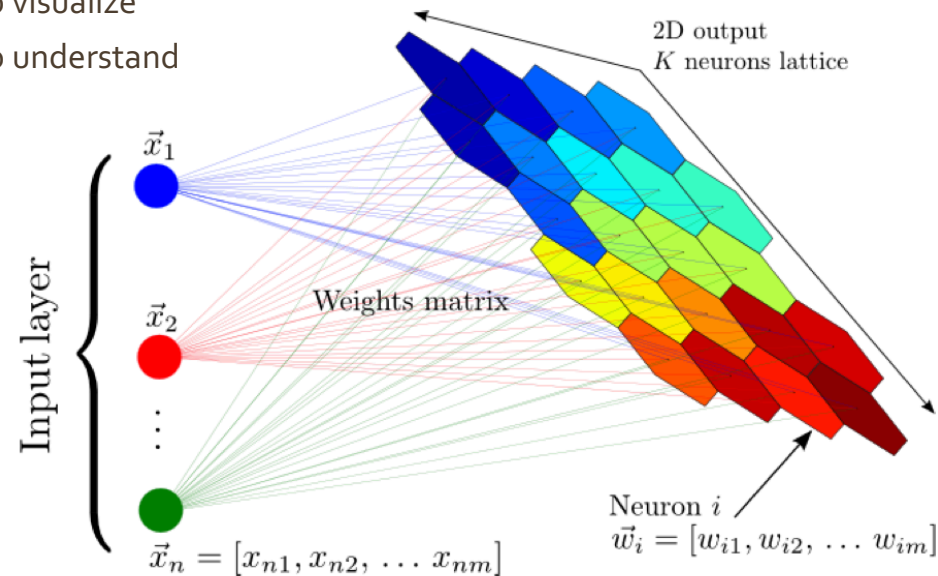 visualize
understand
2D output
K neurons lattice
x⃗₁
Input layer
x⃗₂
Weights matrix
⋮
Neuron i
w⃗ᵢ = [wᵢ₁, wᵢ₂, … wᵢₘ]
x⃗ₙ = [xₙ₁, xₙ₂, … xₙₘ]